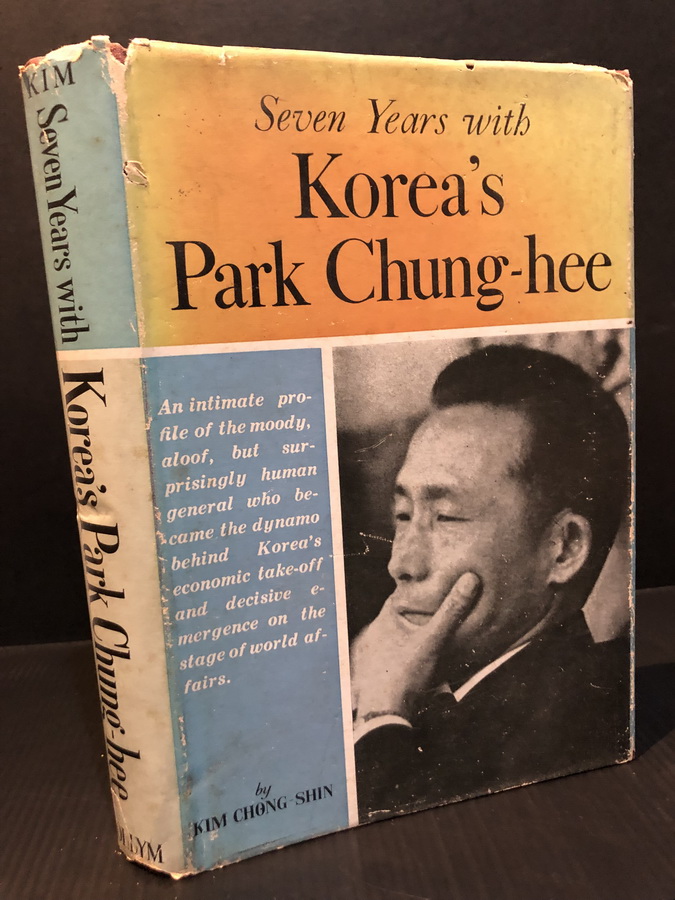 KIM Seven Years with Korea's Park Chung-hee
Seven Years with
Korea's
Park Chung-hee
An intimate pro-
file of the moody,
aloof, but sur-
prisingly human
general who be-
came the dynamo
behind Korea's
economic take-off
and decisive e-
mergence on the
stage of world af-
fairs.
by
KIM CHONG-SHIN